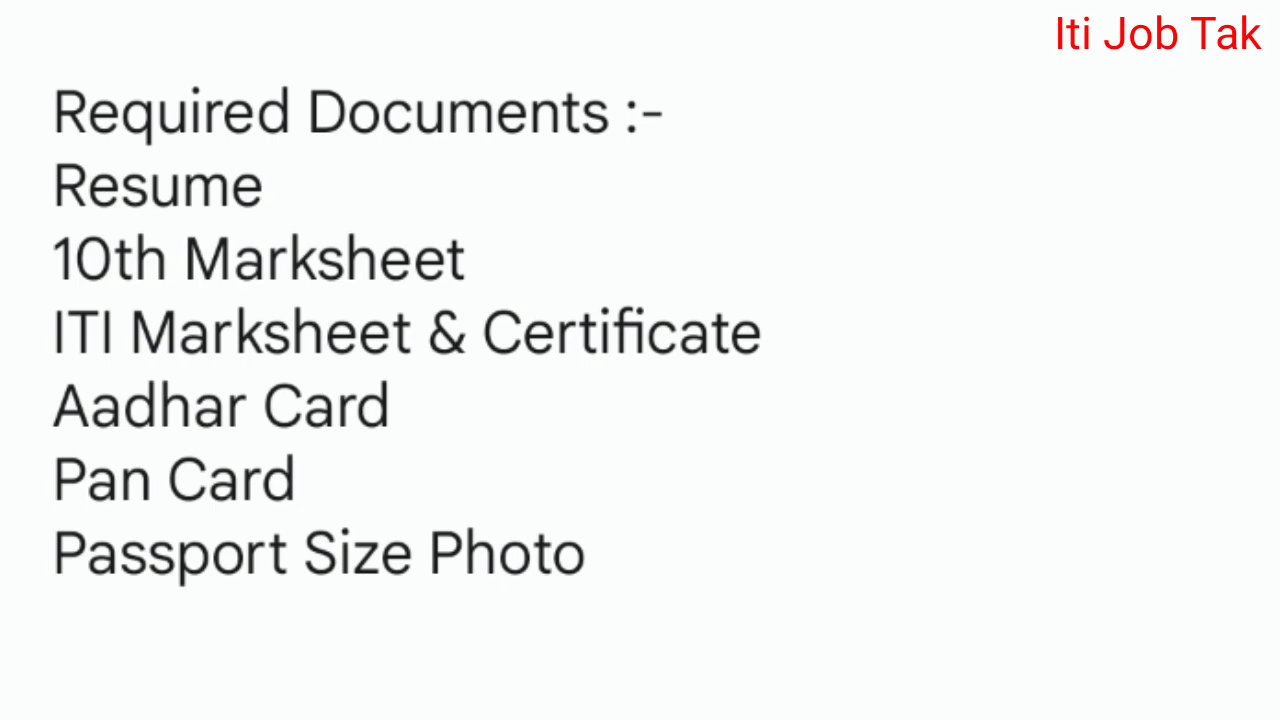 Iti Job Tak
Required Documents :-
Resume
10th Marksheet
ITI Marksheet & Certificate
Aadhar Card
Pan Card
Passport Size Photo